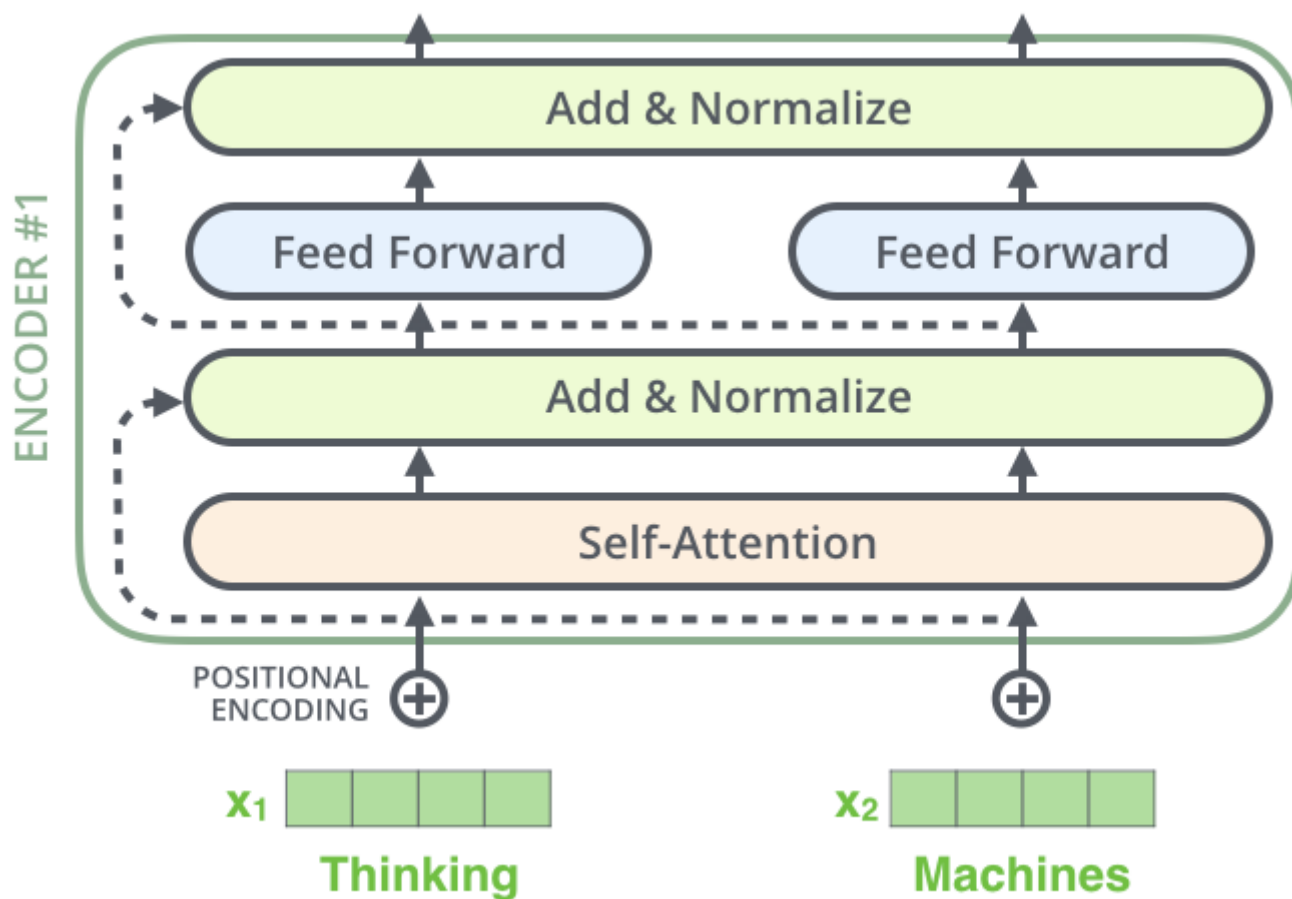 ENCODER #1
Add & Normalize
Feed Forward
Feed Forward
Add & Normalize
Self-Attention
POSITIONAL
ENCODING
x₁
x₂
Thinking
Machines